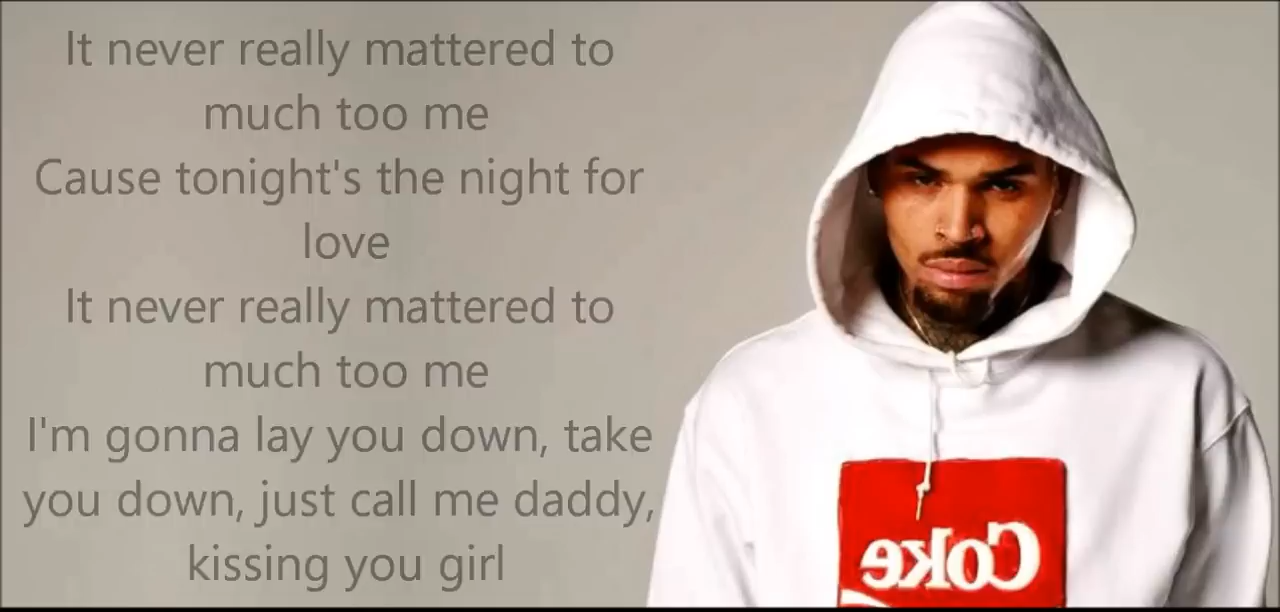 It never really mattered to
much too me
Cause tonight's the night for
love
It never really mattered to
much too me
I'm gonna lay you down, take
you down, just call me daddy,
kissing you girl
Coke